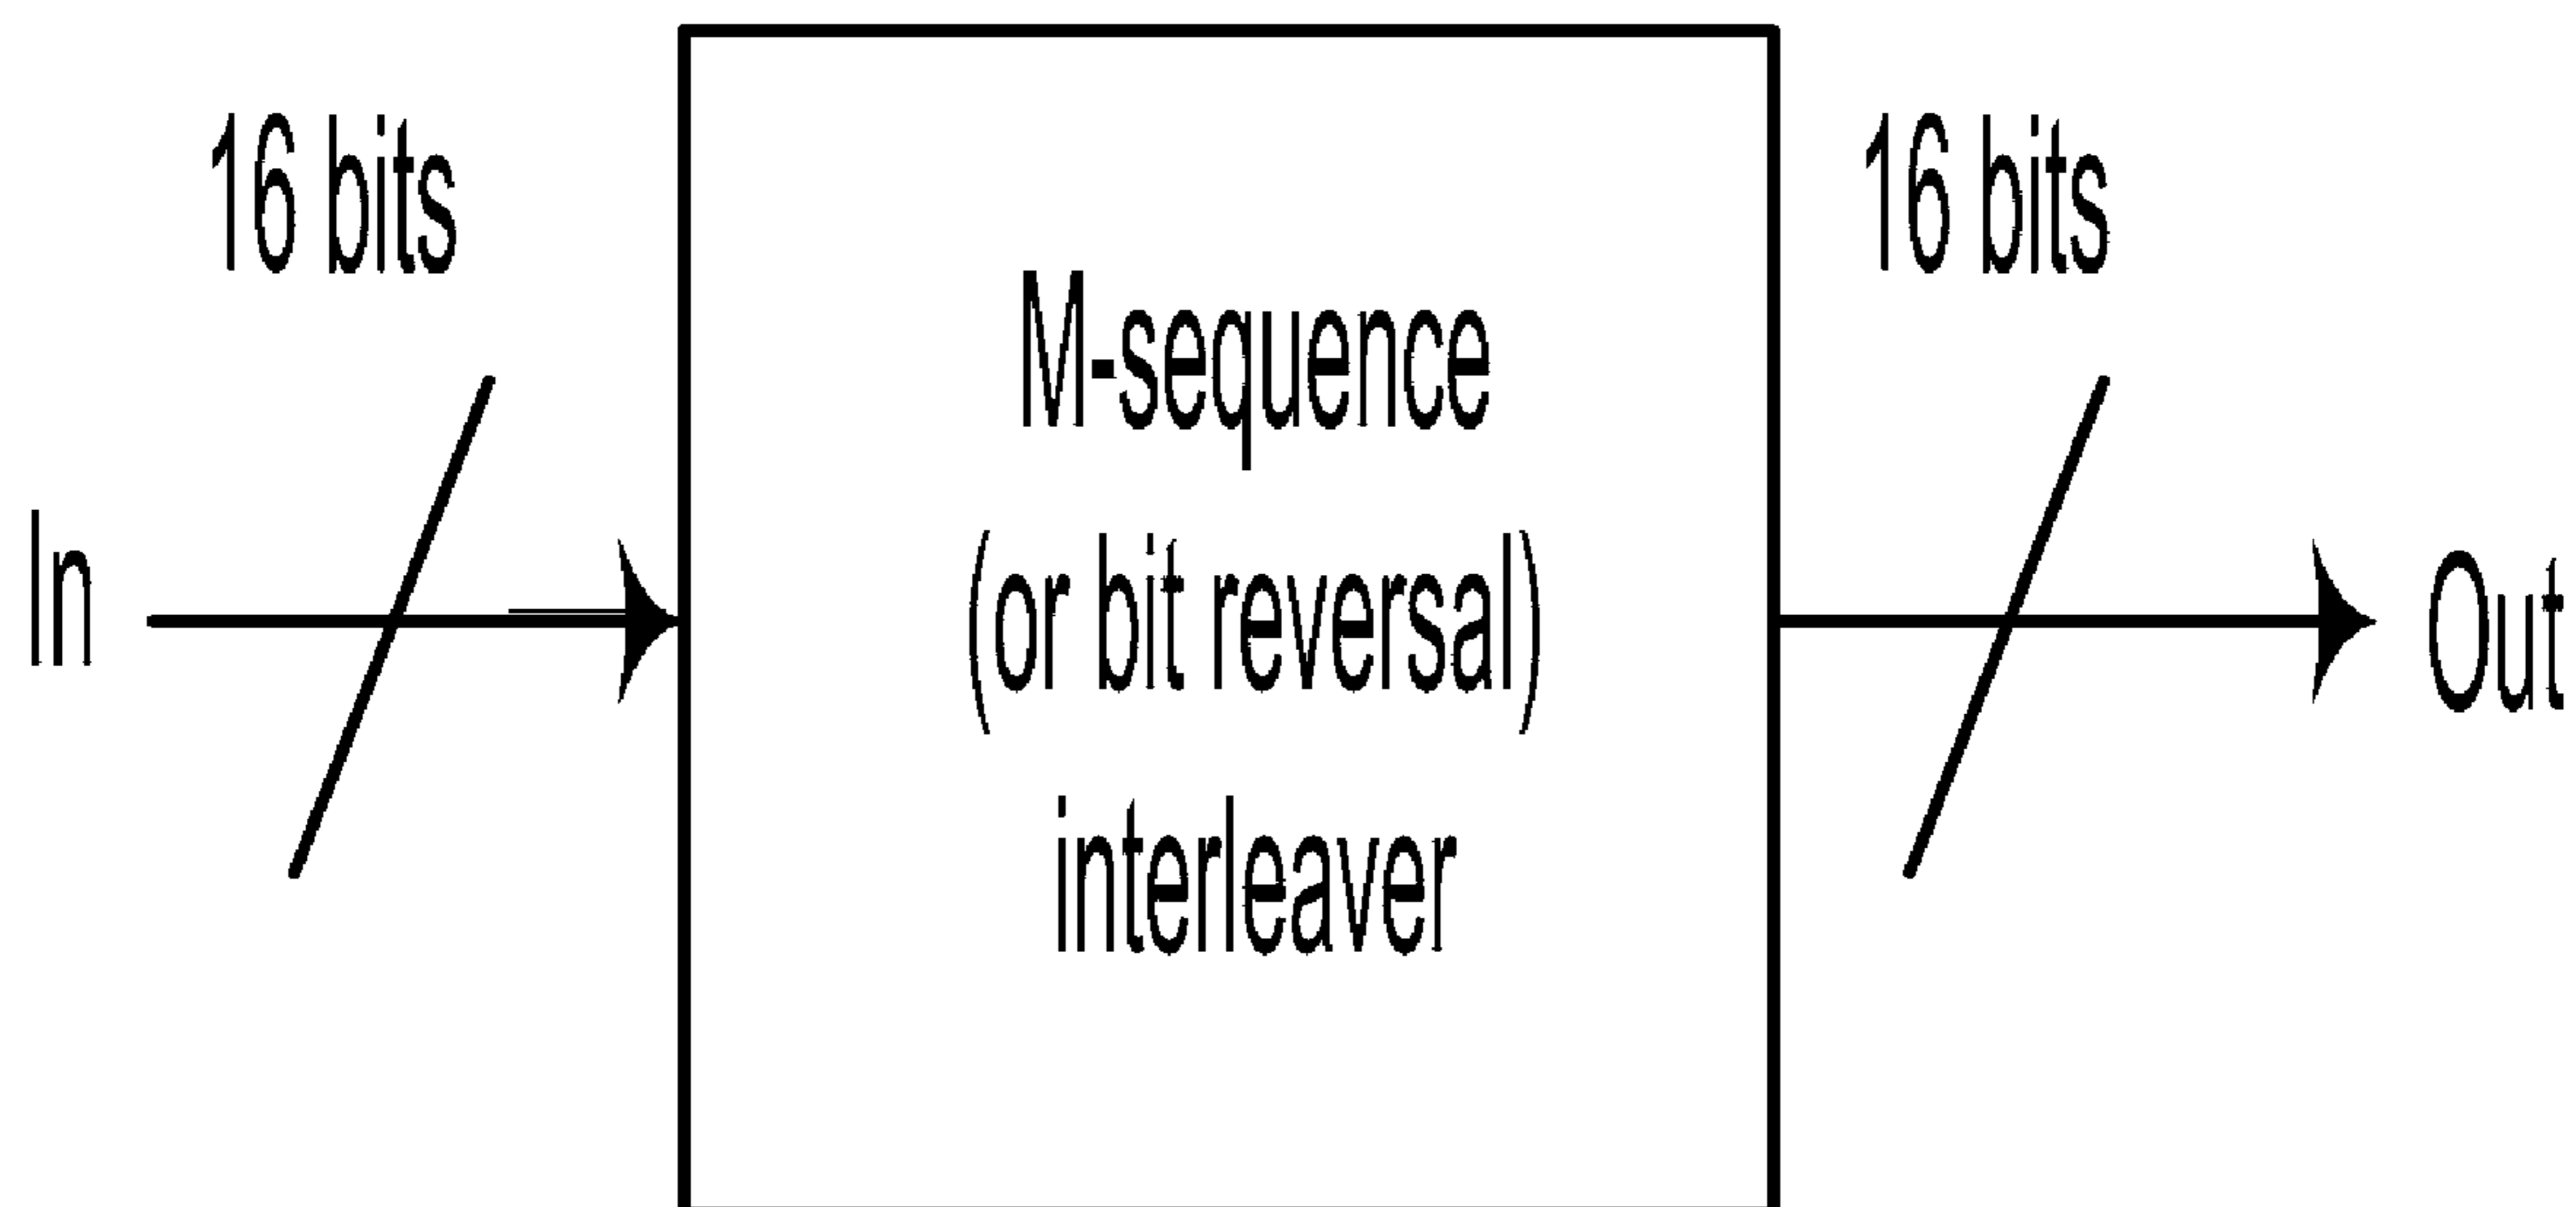 16 bits
16 bits
M-sequence
In
(or bit reversal)
Out
interleaver